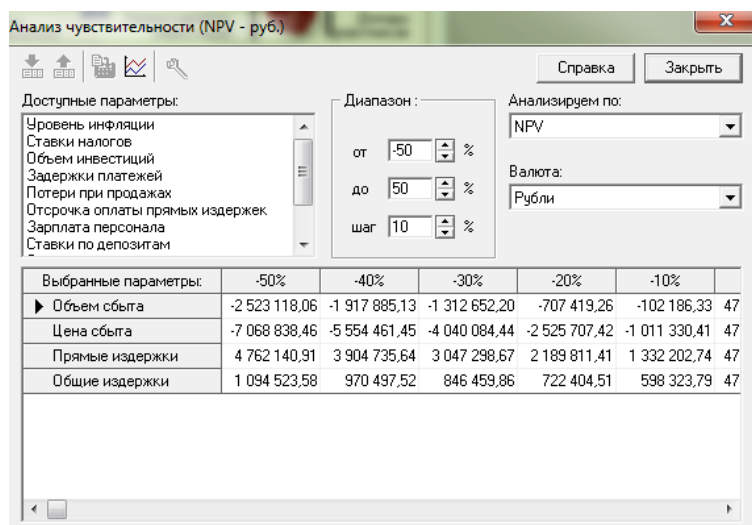 Анализ чувствительности (NPV - руб.)
Справка
Закрыть
Доступные параметры:
Уровень инфляции
Ставки налогов
Объем инвестиций
Задержки платежей
Потери при продажах
Отсрочка оплаты прямых издержек
Зарплата персонала
Ставки по депозитам
Диапазон :
от -50 %
до 50 %
шаг 10 %
Анализируем по:
NPV
Валюта:
Рубли
Выбранные параметры: -50% -40% -30% -20% -10%
Объем сбыта -2 523 118,06 -1 917 885,13 -1 312 652,20 -707 419,26 -102 186,33 47
Цена сбыта -7 068 838,46 -5 554 461,45 -4 040 084,44 -2 525 707,42 -1 011 330,41 47
Прямые издержки 4 762 140,91 3 904 735,64 3 047 298,67 2 189 811,41 1 332 202,74 47
Общие издержки 1 094 523,58 970 497,52 846 459,86 722 404,51 598 323,79 47